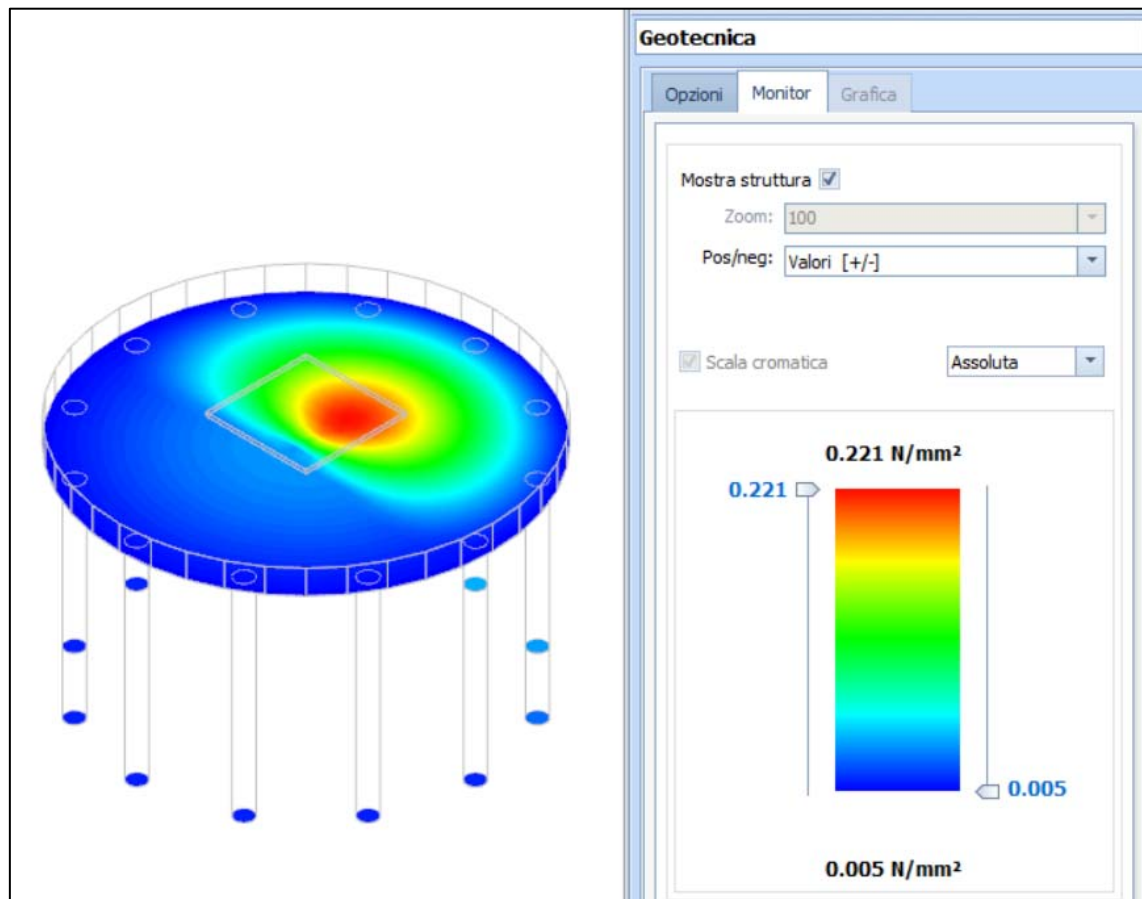 Geotecnica
Opzioni Monitor Grafica
Mostra struttura
Zoom: 100
Pos/neg: Valori [+/-]
Scala cromatica Assoluta
0.221 N/mm²
0.221
0.005
0.005 N/mm²